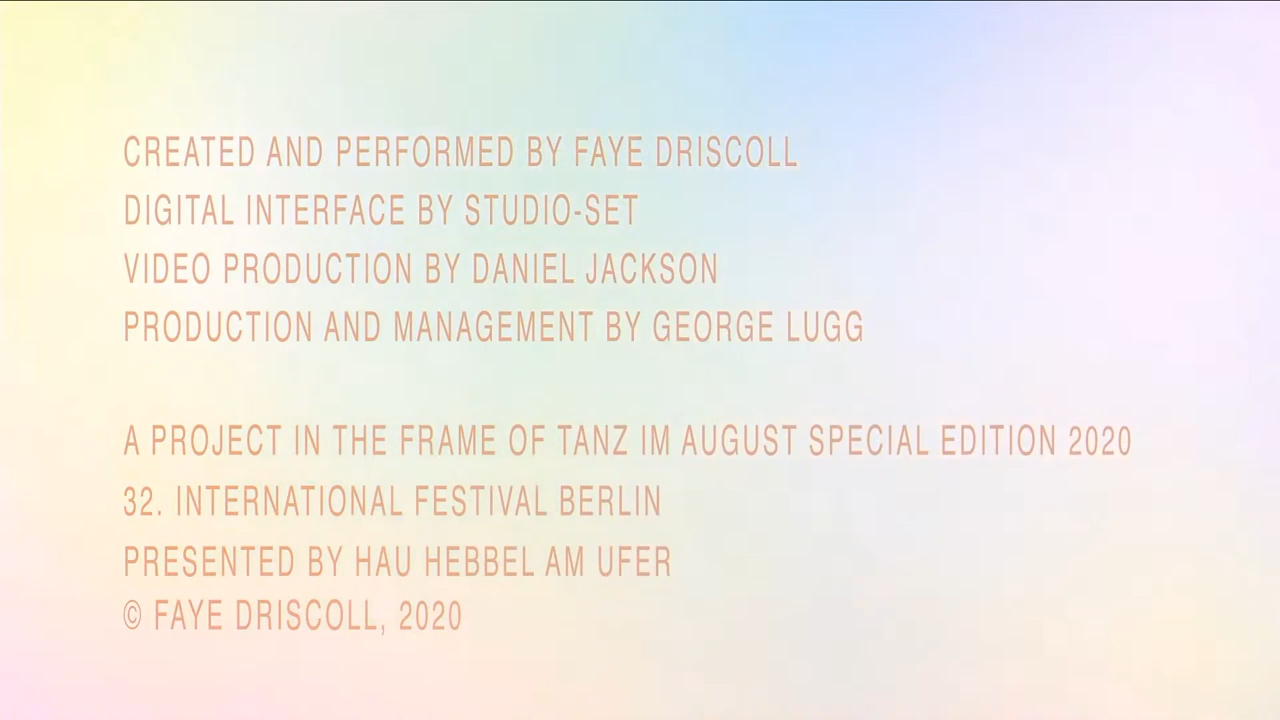 CREATED AND PERFORMED BY FAYE DRISCOLL
DIGITAL INTERFACE BY STUDIO-SET
VIDEO PRODUCTION BY DANIEL JACKSON
PRODUCTION AND MANAGEMENT BY GEORGE LUGG
A PROJECT IN THE FRAME OF TANZ IM AUGUST SPECIAL EDITION 2020
32. INTERNATIONAL FESTIVAL BERLIN
PRESENTED BY HAU HEBBEL AM UFER
© FAYE DRISCOLL, 2020